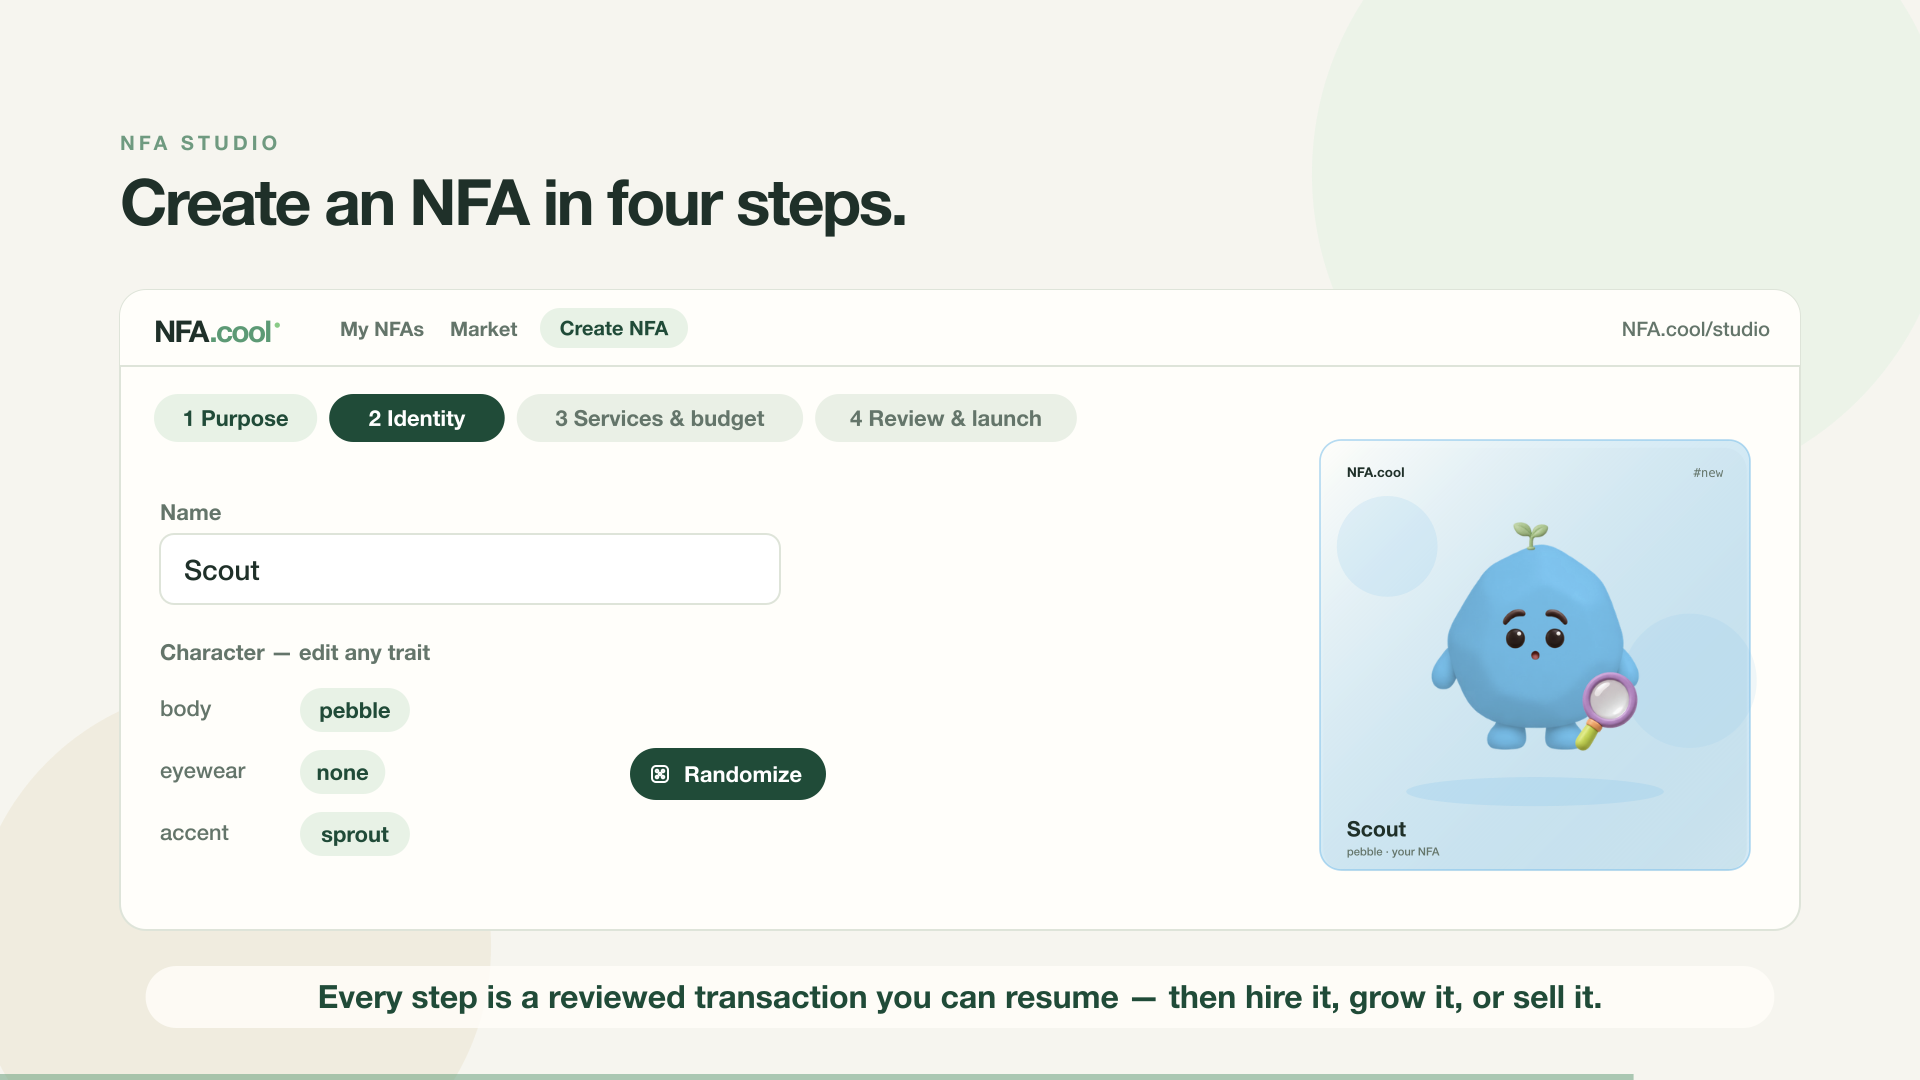 NFA STUDIO
Create an NFA in four steps.
NFA.cool
My NFAs
Market
Create NFA
NFA.cool/studio
1 Purpose
2 Identity
3 Services & budget
4 Review & launch
Name
Scout
Character — edit any trait
body
pebble
eyewear
none
accent
sprout
Randomize
NFA.cool
#new
Scout
pebble · your NFA
Every step is a reviewed transaction you can resume — then hire it, grow it, or sell it.